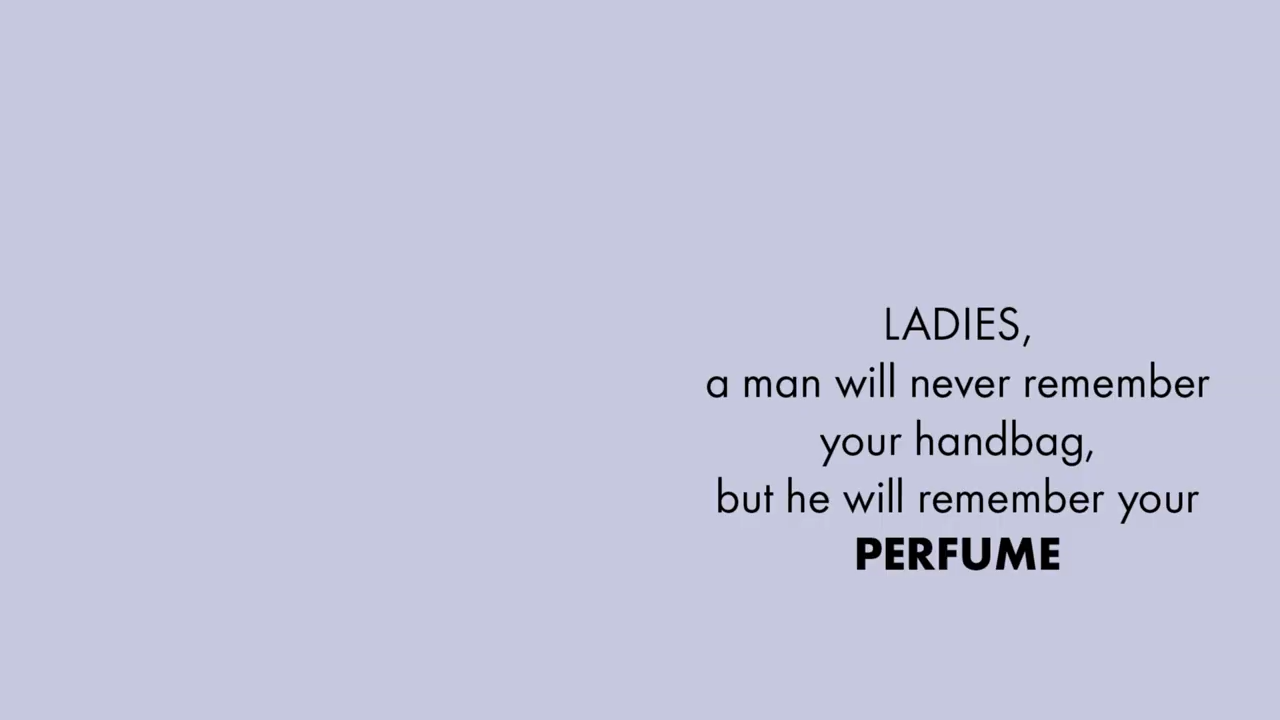 LADIES,
a man will never remember
your handbag,
but he will remember your
PERFUME